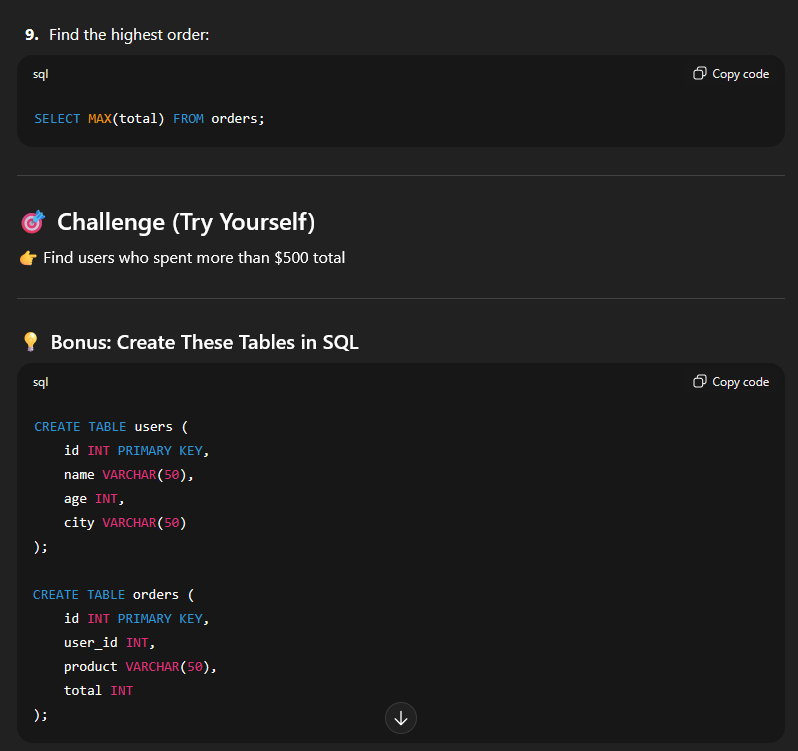 9. Find the highest order:
sql
Copy code
SELECT MAX(total) FROM orders;
🎯 Challenge (Try Yourself)
👉 Find users who spent more than $500 total
💡 Bonus: Create These Tables in SQL
sql
Copy code
CREATE TABLE users (
    id INT PRIMARY KEY,
    name VARCHAR(50),
    age INT,
    city VARCHAR(50)
);
CREATE TABLE orders (
    id INT PRIMARY KEY,
    user_id INT,
    product VARCHAR(50),
    total INT
);